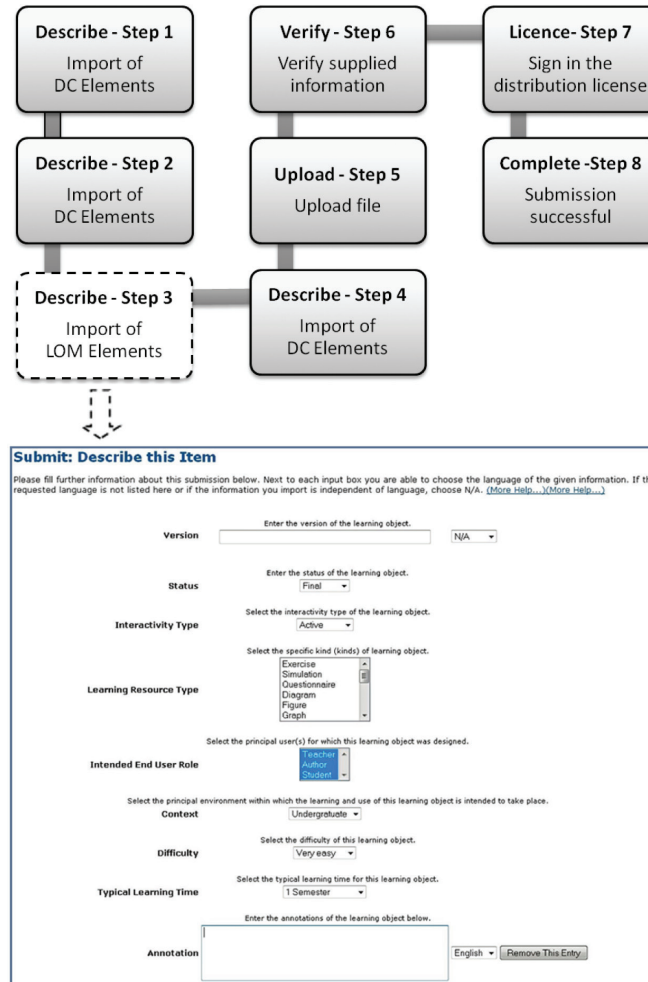 Describe - Step 1
Import of
DC Elements
Describe - Step 2
Import of
DC Elements
Describe - Step 3
Import of
LOM Elements
Describe - Step 4
Import of
DC Elements
Upload - Step 5
Upload file
Verify - Step 6
Verify supplied
information
Licence- Step 7
Sign in the
distribution license
Complete -Step 8
Submission
successful
Submit: Describe this Item
Please fill further information about this submission below. Next to each input box you are able to choose the language of the given information. If
requested language is not listed here or if the information you import is independent of language, choose N/A. (More Help...)(More Help...)
Enter the version of the learning object.
Version N/A
Enter the status of the learning object.
Status Final
Select the interactivity type of the learning object.
Interactivity Type Active
Select the specific kind (kinds) of learning object.
Learning Resource Type
Exercise
Simulation
Questionnaire
Diagram
Figure
Graph
Select the principal user(s) for which this learning object was designed.
Intended End User Role
Teacher
Author
Student
Select the principal environment within which the learning and use of this learning object is intended to take place.
Context Undergratuate
Select the difficulty of this learning object.
Difficulty Very easy
Select the typical learning time for this learning object.
Typical Learning Time 1 Semester
Enter the annotations of the learning object below.
Annotation English Remove This Entry